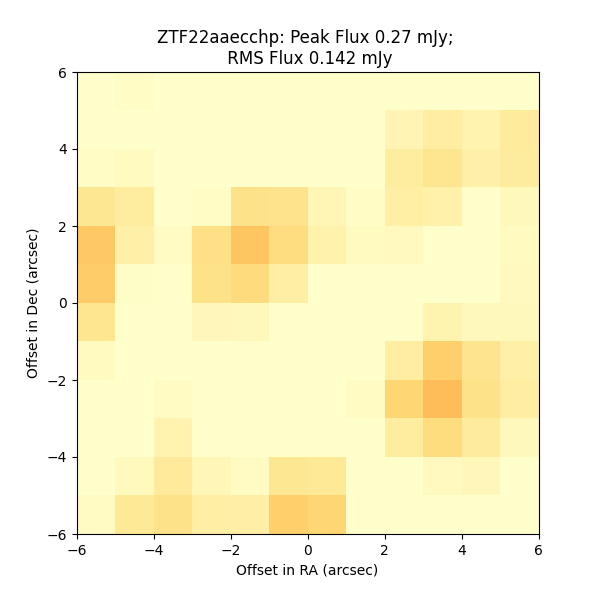 ZTF22aaecchp: Peak Flux 0.27 mJy;
RMS Flux 0.142 mJy
6
4
2
0
−2
−4
−6
Offset in Dec (arcsec)
−6 −4 −2 0 2 4 6
Offset in RA (arcsec)